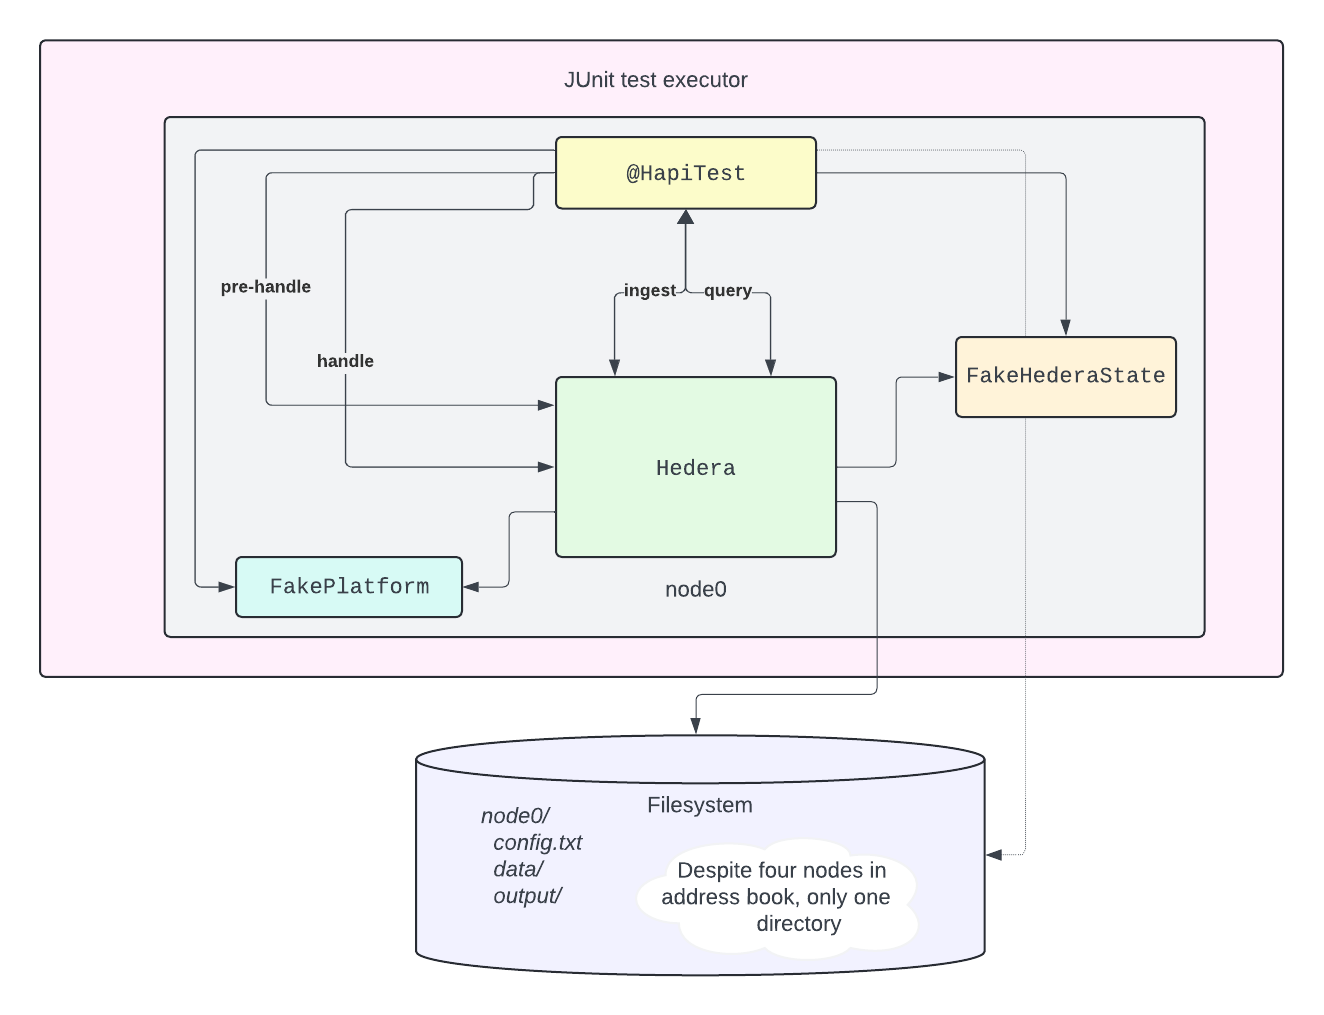 JUnit test executor
@HapiTest
pre-handle
ingest
query
handle
FakeHederaState
Hedera
FakePlatform
node0
Filesystem
node0/
config.txt
data/
output/
Despite four nodes in
address book, only one
directory